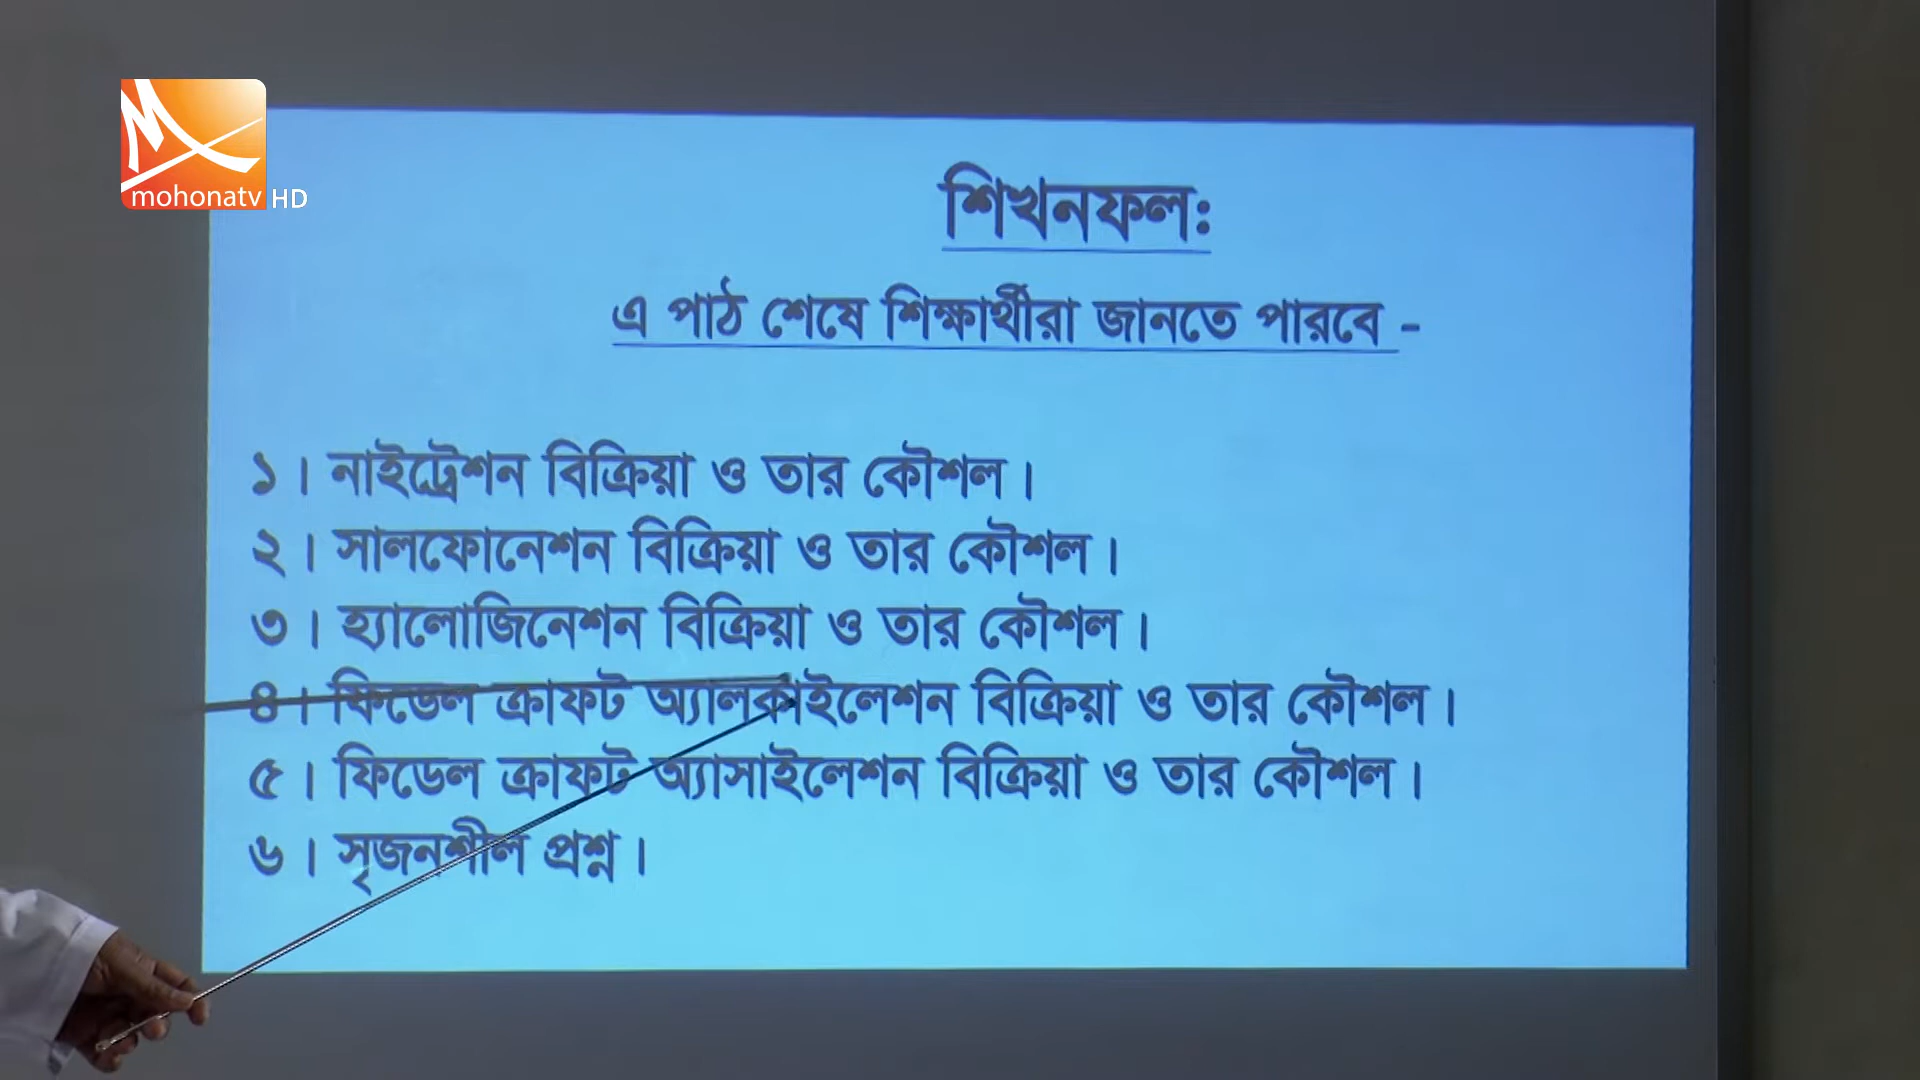 mohonatv HD
শিখনফল:
এ পাঠ শেষে শিক্ষার্থীরা জানতে পারবে -
১। নাইট্রেশন বিক্রিয়া ও তার কৌশল।
২। সালফোনেশন বিক্রিয়া ও তার কৌশল।
৩। হ্যালোজিনেশন বিক্রিয়া ও তার কৌশল।
৪। ফিডেল ক্রাফট অ্যালকাইলেশন বিক্রিয়া ও তার কৌশল।
৫। ফিডেল ক্রাফট অ্যাসাইলেশন বিক্রিয়া ও তার কৌশল।
৬। সৃজনশীল প্রশ্ন।